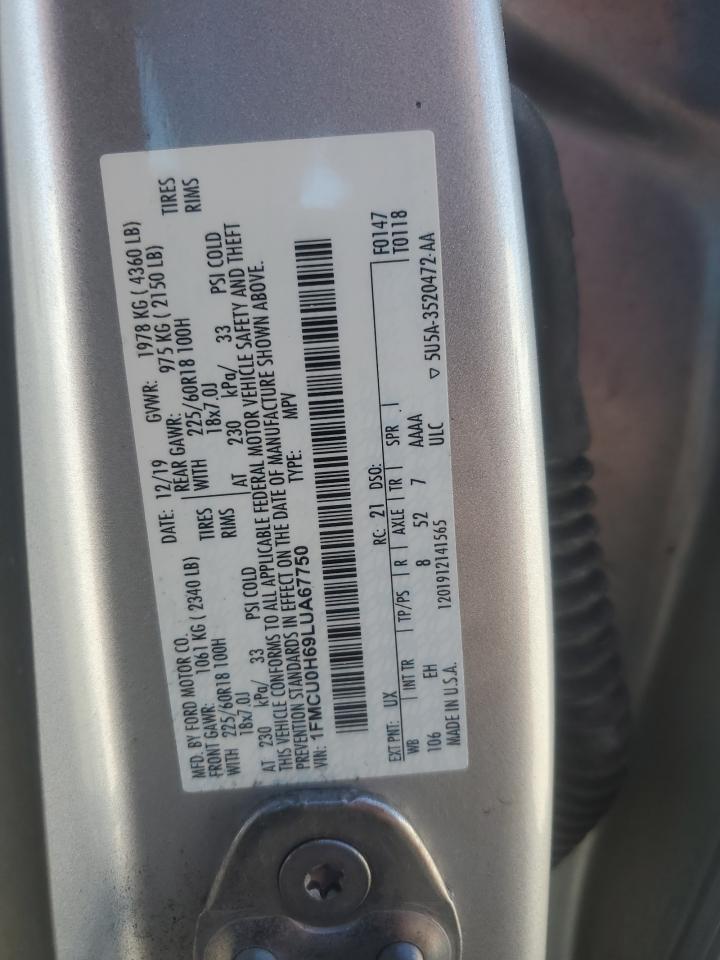 MFD. BY FORD MOTOR CO.
DATE: 12/19
GVWR: 1978 KG ( 4360 LB)
FRONT GAWR: 1061 KG ( 2340 LB)
REAR GAWR: 975 KG ( 2150 LB)
WITH 225/60R18 100H TIRES
WITH 225/60R18 100H TIRES
18x7.0J RIMS
18x7.0J RIMS
AT 230 kPa/ 33 PSI COLD
AT 230 kPa/ 33 PSI COLD
THIS VEHICLE CONFORMS TO ALL APPLICABLE FEDERAL MOTOR VEHICLE SAFETY AND THEFT
PREVENTION STANDARDS IN EFFECT ON THE DATE OF MANUFACTURE SHOWN ABOVE.
VIN: 1FMCU0H69LUA67750
TYPE: MPV
EXT PNT: UX RC: 21 DSO: F0147
WB INT TR TP/PS R AXLE TR SPR T0118
106 EH 8 52 7 AAAA
MADE IN U.S.A. 1201912141565 ULC ▽ 5U5A-3520472-AA